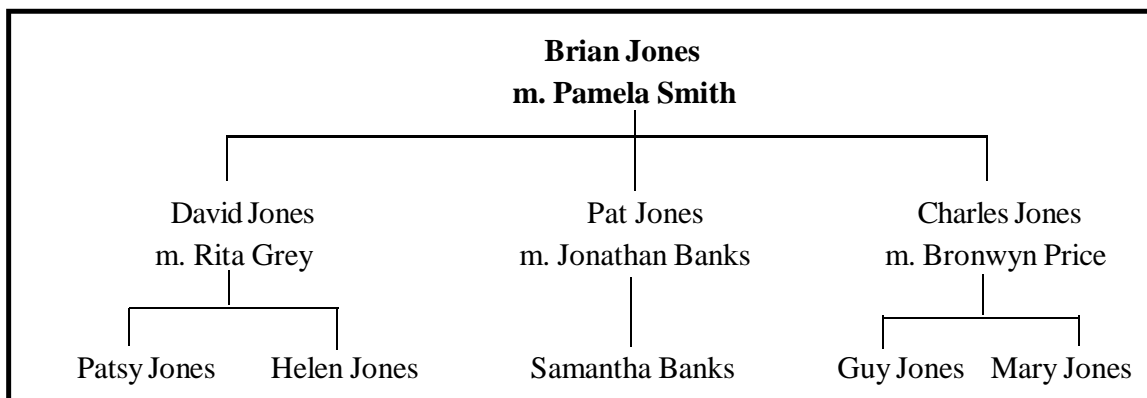 Brian Jones
m. Pamela Smith
David Jones Pat Jones Charles Jones
m. Rita Grey m. Jonathan Banks m. Bronwyn Price
Patsy Jones Helen Jones Samantha Banks Guy Jones Mary Jones